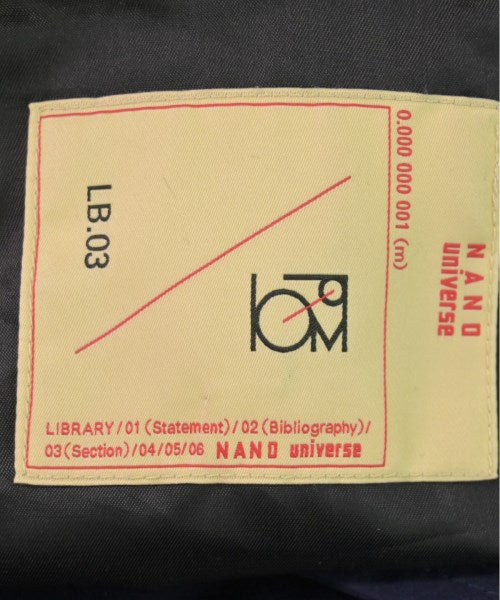 NANO
universe
0.000 000 001 (m)
LB.03
LIBRARY/01(Statement)/02(Bibliography)/
03(Section)/04/05/06 NANO universe